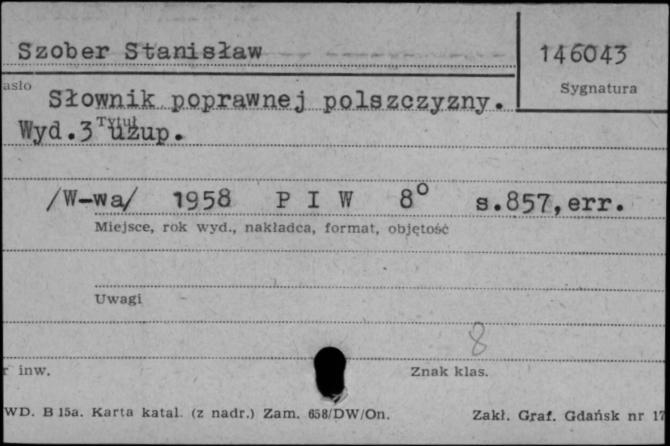 Szober Stanisław
146043
asło
Sygnatura
Słownik poprawnej polszczyzny.
Tytuł
Wyd.3 uzup.
/W-wa/ 1958 P I W 8° s.857,err.
Miejsce, rok wyd., nakładca, format, objętość
Uwagi
8
r inw.
Znak klas.
WD. B 15a. Karta katal. (z nadr.) Zam. 658/DW/On.
Zakł. Graf. Gdańsk nr 17